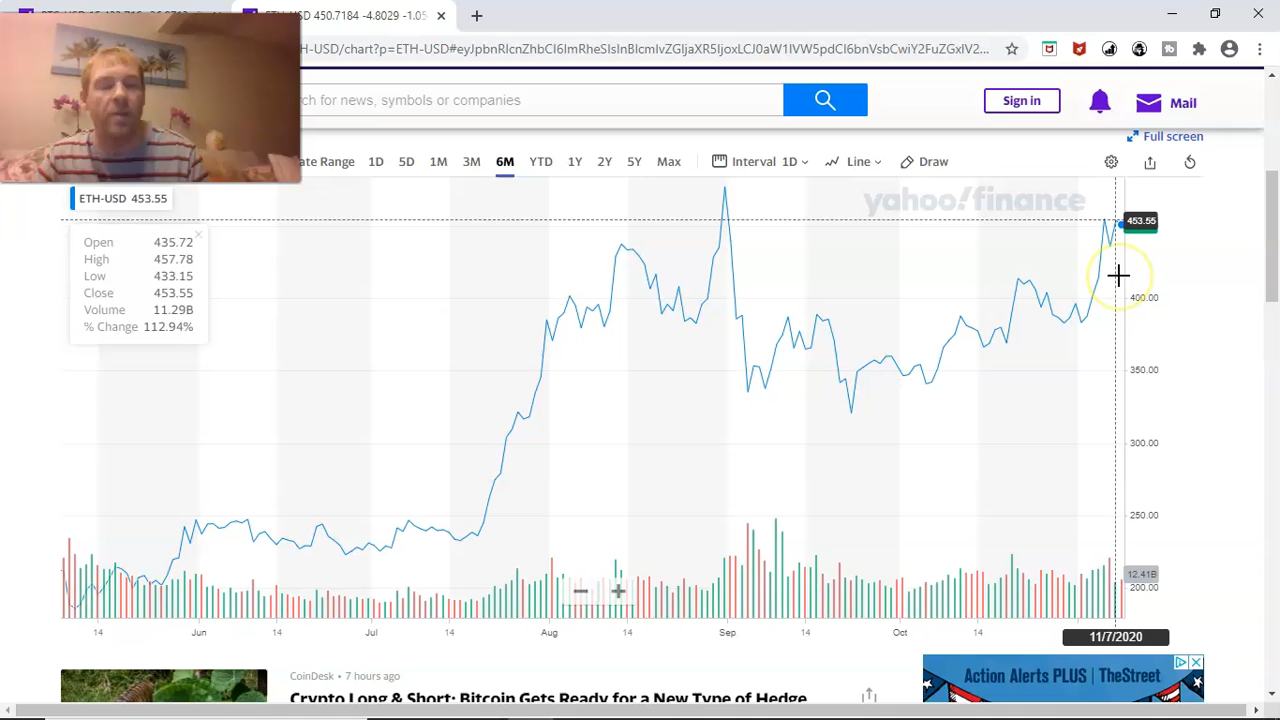 ETH-USD 450.7184 -4.8029 -1.05
H-USD/chart?p=ETH-USD#eyJpbnRlcnZhbCI6ImRheSIsInBlcmlvZGljaXR5IjoxLCJ0aW1lVW5pdCI6bnVsbCwiY2FuZGxlV2...
ch for news, symbols or companies
Sign in
Mail
Full screen
ate Range 1D 5D 1M 3M 6M YTD 1Y 2Y 5Y Max Interval 1D Line Draw
ETH-USD 453.55
yahoo!finance
453.55
Open 435.72
High 457.78
Low 433.15
Close 453.55
Volume 11.29B
% Change 112.94%
400.00
350.00
300.00
250.00
12.41B
200.00
14 Jun 14 Jul 14 Aug 14 Sep 14 Oct 14
11/7/2020
CoinDesk • 7 hours ago
Crypto Long & Short: Bitcoin Gets Ready for a New Type of Hedge
Action Alerts PLUS | TheStreet